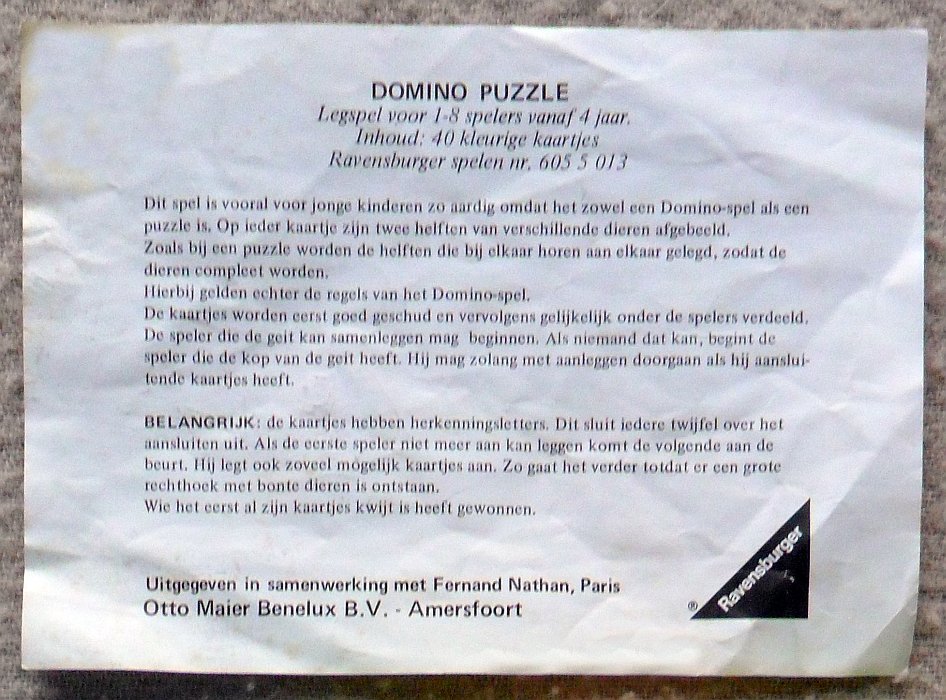 DOMINO PUZZLE
Legspel voor 1-8 spelers vanaf 4 jaar.
Inhoud: 40 kleurige kaartjes
Ravensburger spelen nr. 605 5 013
Dit spel is vooral voor jonge kinderen zo aardig omdat het zowel een Domino-spel als een
puzzle is. Op ieder kaartje zijn twee helften van verschillende dieren afgebeeld.
Zoals bij een puzzle worden de helften die bij elkaar horen aan elkaar gelegd, zodat de
dieren compleet worden.
Hierbij gelden echter de regels van het Domino-spel.
De kaartjes worden eerst goed geschud en vervolgens gelijkelijk onder de spelers verdeeld.
De speler die de geit kan samenleggen mag beginnen. Als niemand dat kan, begint de
speler die de kop van de geit heeft. Hij mag zolang met aanleggen doorgaan als hij aanslui-
tende kaartjes heeft.
BELANGRIJK: de kaartjes hebben herkenningsletters. Dit sluit iedere twijfel over het
aansluiten uit. Als de eerste speler niet meer aan kan leggen komt de volgende aan de
beurt. Hij legt ook zoveel mogelijk kaartjes aan. Zo gaat het verder totdat er een grote
rechthoek met bonte dieren is ontstaan.
Wie het eerst al zijn kaartjes kwijt is heeft gewonnen.
Uitgegeven in samenwerking met Fernand Nathan, Paris
Otto Maier Benelux B.V. - Amersfoort
® Ravensburger